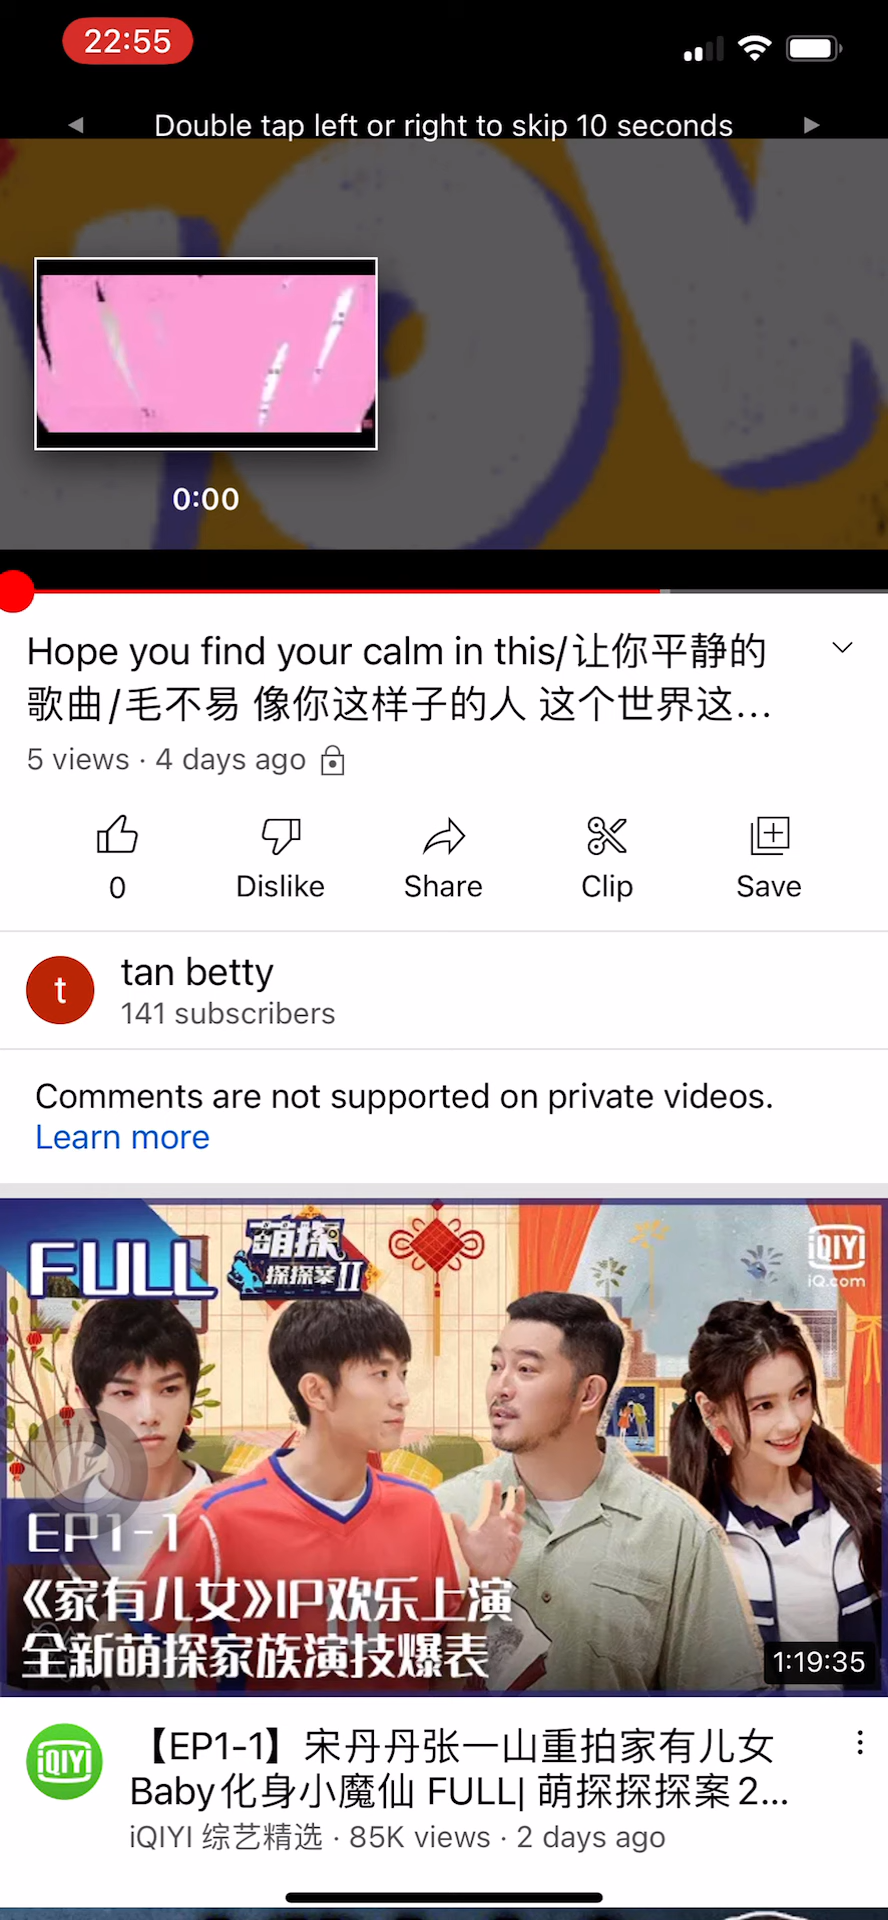 22:55
Double tap left or right to skip 10 seconds
0:00
Hope you find your calm in this/让你平静的
歌曲/毛不易 像你这样子的人 这个世界这...
5 views · 4 days ago
0
Dislike
Share
Clip
Save
t
tan betty
141 subscribers
Comments are not supported on private videos.
Learn more
FULL
萌探
探探案II
iQIYI
iQ.com
EP1-1
《家有儿女》IP欢乐上演
全新萌探家族演技爆表
1:19:35
iQIYI
【EP1-1】宋丹丹张一山重拍家有儿女
Baby化身小魔仙 FULL| 萌探探探案2...
iQIYI 综艺精选 · 85K views · 2 days ago